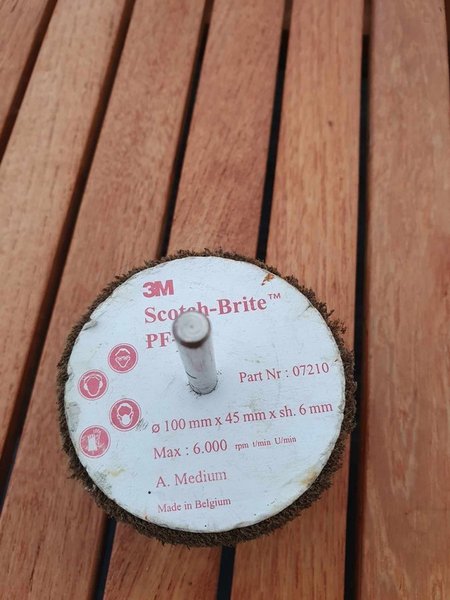 3M
Scotch-Brite™
PF-
Part Nr : 07210
ø 100 mm x 45 mm x sh. 6 mm
Max : 6.000 rpm t/min U/min
A. Medium
Made in Belgium